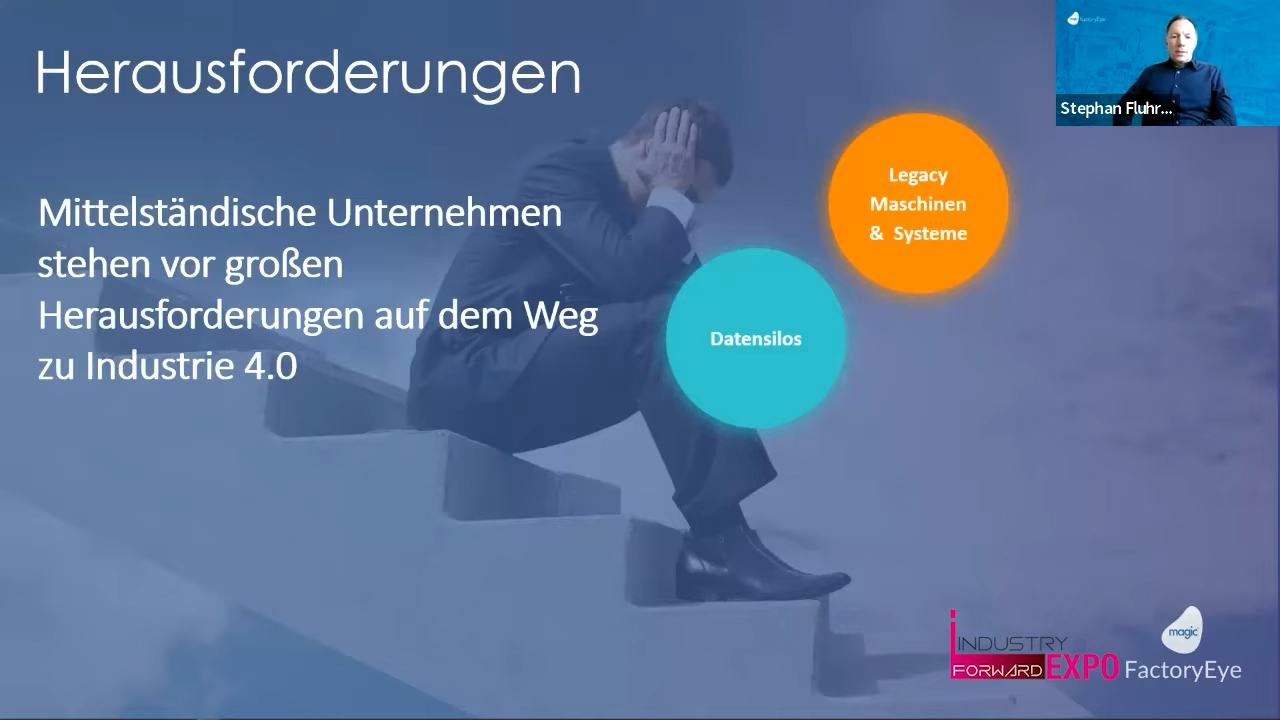 Herausforderungen
Mittelständische Unternehmen
stehen vor großen
Herausforderungen auf dem Weg
zu Industrie 4.0
Legacy
Maschinen
& Systeme
Datensilos
FactoryEye
Stephan Fluhr...
INDUSTRY
FORWARD EXPO
magic
FactoryEye